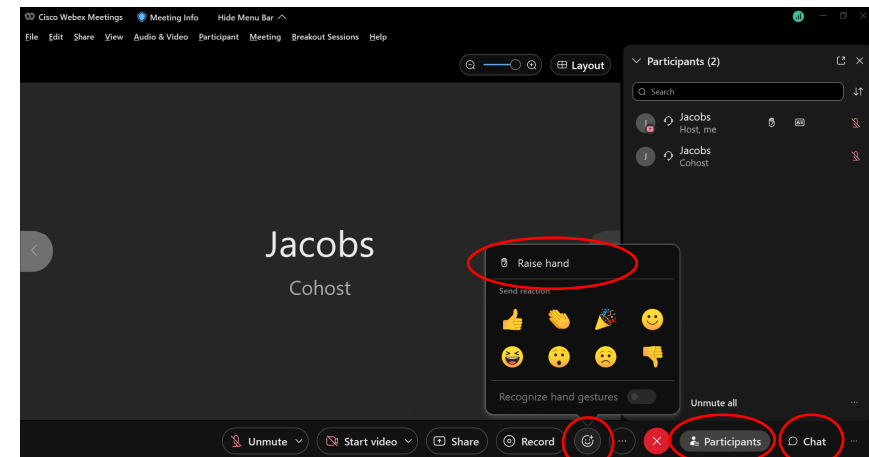 Cisco Webex Meetings Meeting Info Hide Menu Bar
File Edit Share View Audio & Video Participant Meeting Breakout Sessions Help
Layout
Participants (2)
Search
J Jacobs
Host, me
J Jacobs
Cohost
Jacobs
Cohost
Raise hand
Send reaction
Recognize hand gestures
Unmute all
Unmute Start video Share Record Participants Chat